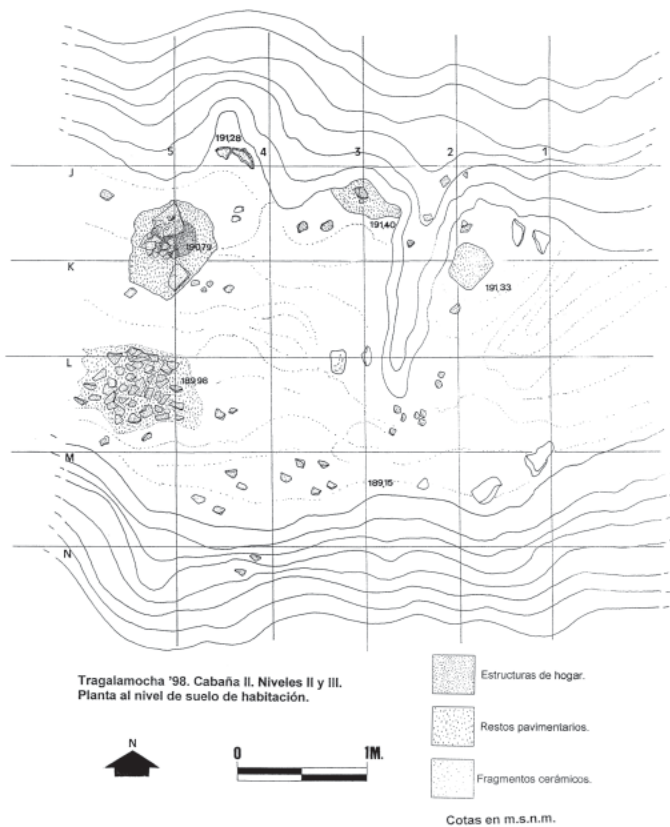 5
191,28
4
3
2
1
J
191,40
190,79
K
191,33
L
189,96
M
189,15
N
Tragalamocha '98. Cabaña II. Niveles II y III.
Planta al nivel de suelo de habitación.
N
0
1M.
Estructuras de hogar.
Restos pavimentarios.
Fragmentos cerámicos.
Cotas en m.s.n.m.